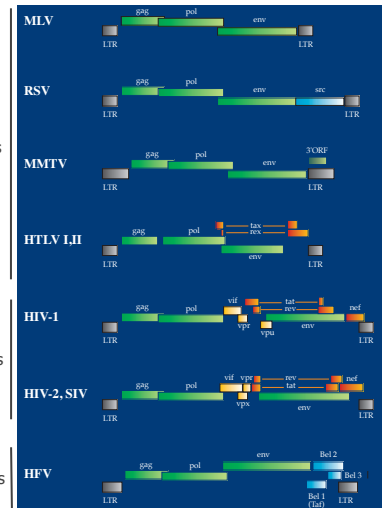 MLV
gag pol
env
LTR LTR
RSV
gag pol
env src
LTR LTR
MMTV
gag pol 3'ORF
env
LTR LTR
HTLV I,II
gag pol tax
rex
env
LTR LTR
s
HIV-1
gag pol vif tat
rev nef
vpr vpu env
LTR LTR
s
HIV-2, SIV
gag pol vif vpr rev nef
tat
vpx env
LTR LTR
s
HFV
gag pol env Bel 2
Bel 3
LTR Bel 1 LTR
(Taf)
s